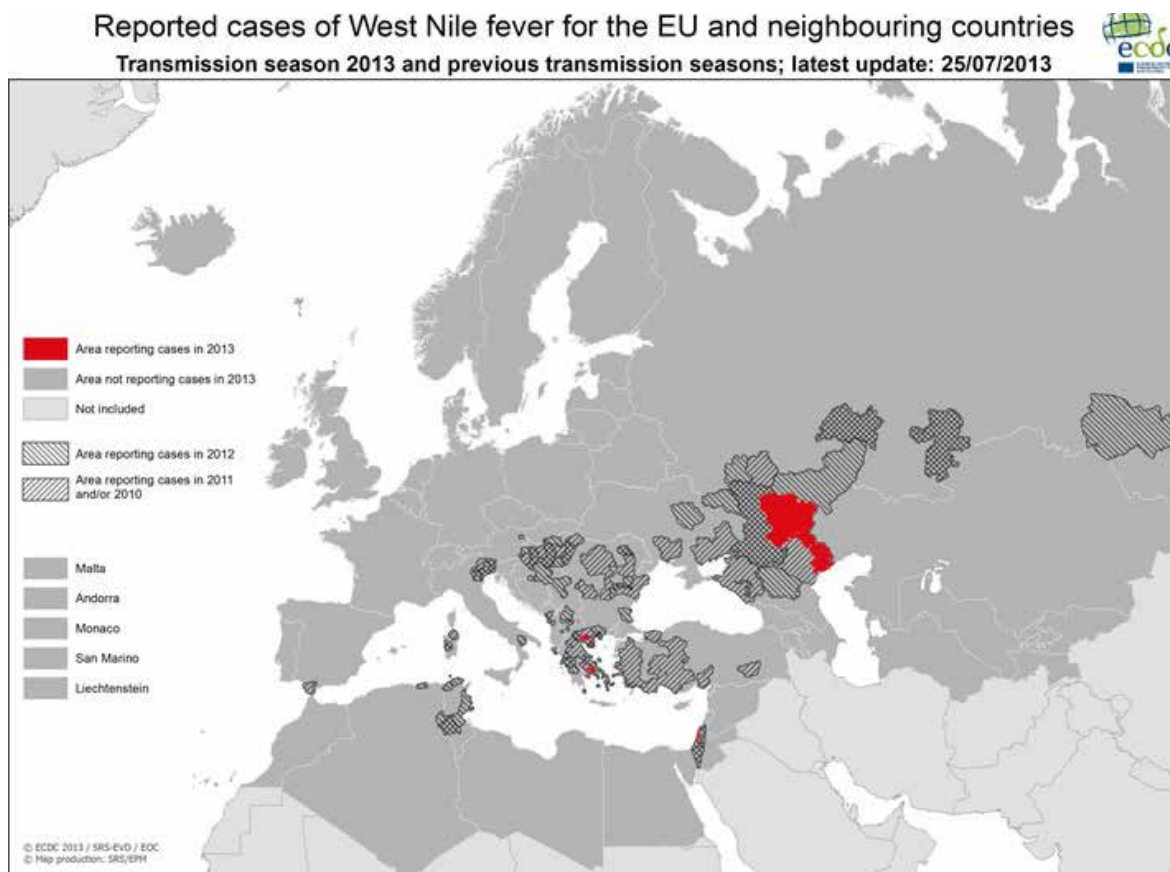 Reported cases of West Nile fever for the EU and neighbouring countries
Transmission season 2013 and previous transmission seasons; latest update: 25/07/2013
ecdc
Area reporting cases in 2013
Area not reporting cases in 2013
Not included
Area reporting cases in 2012
Area reporting cases in 2011
and/or 2010
Malta
Andorra
Monaco
San Marino
Liechtenstein
© ECDC 2013 / SRS-EVD / EOC
© Map production: SRS/EPM